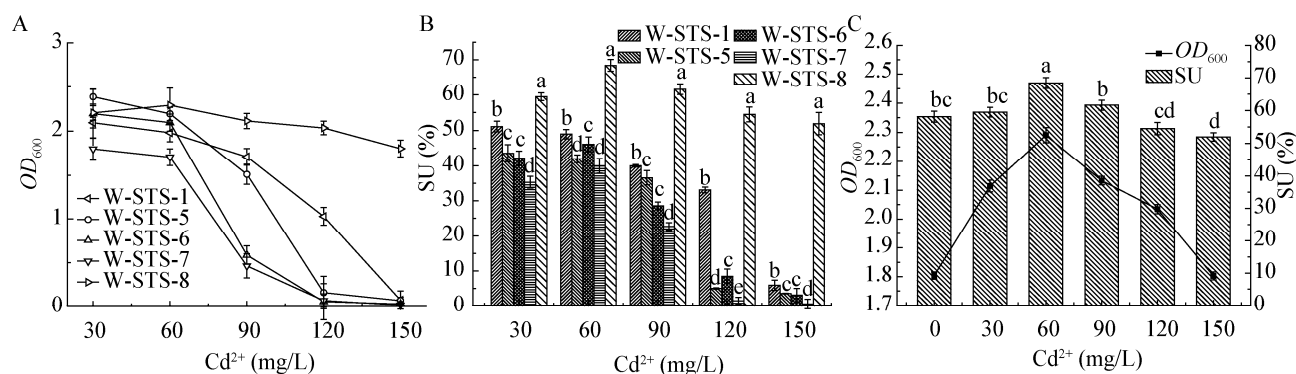 A
OD600
3
2
1
0
W-STS-1
W-STS-5
W-STS-6
W-STS-7
W-STS-8
30 60 90 120 150
Cd2+ (mg/L)
B
SU (%)
70
60
50
40
30
20
10
0
W-STS-1 W-STS-6
W-STS-5 W-STS-7
W-STS-8
b c c d a
b d c d a
b c c d a
b d c e a
b c c d a
30 60 90 120 150
Cd2+ (mg/L)
C
OD600
2.6
2.5
2.4
2.3
2.2
2.1
2.0
1.9
1.8
1.7
OD600
SU
bc bc a b cd d
80
70
60
50
40
30
20
10
0
SU (%)
0 30 60 90 120 150
Cd2+ (mg/L)